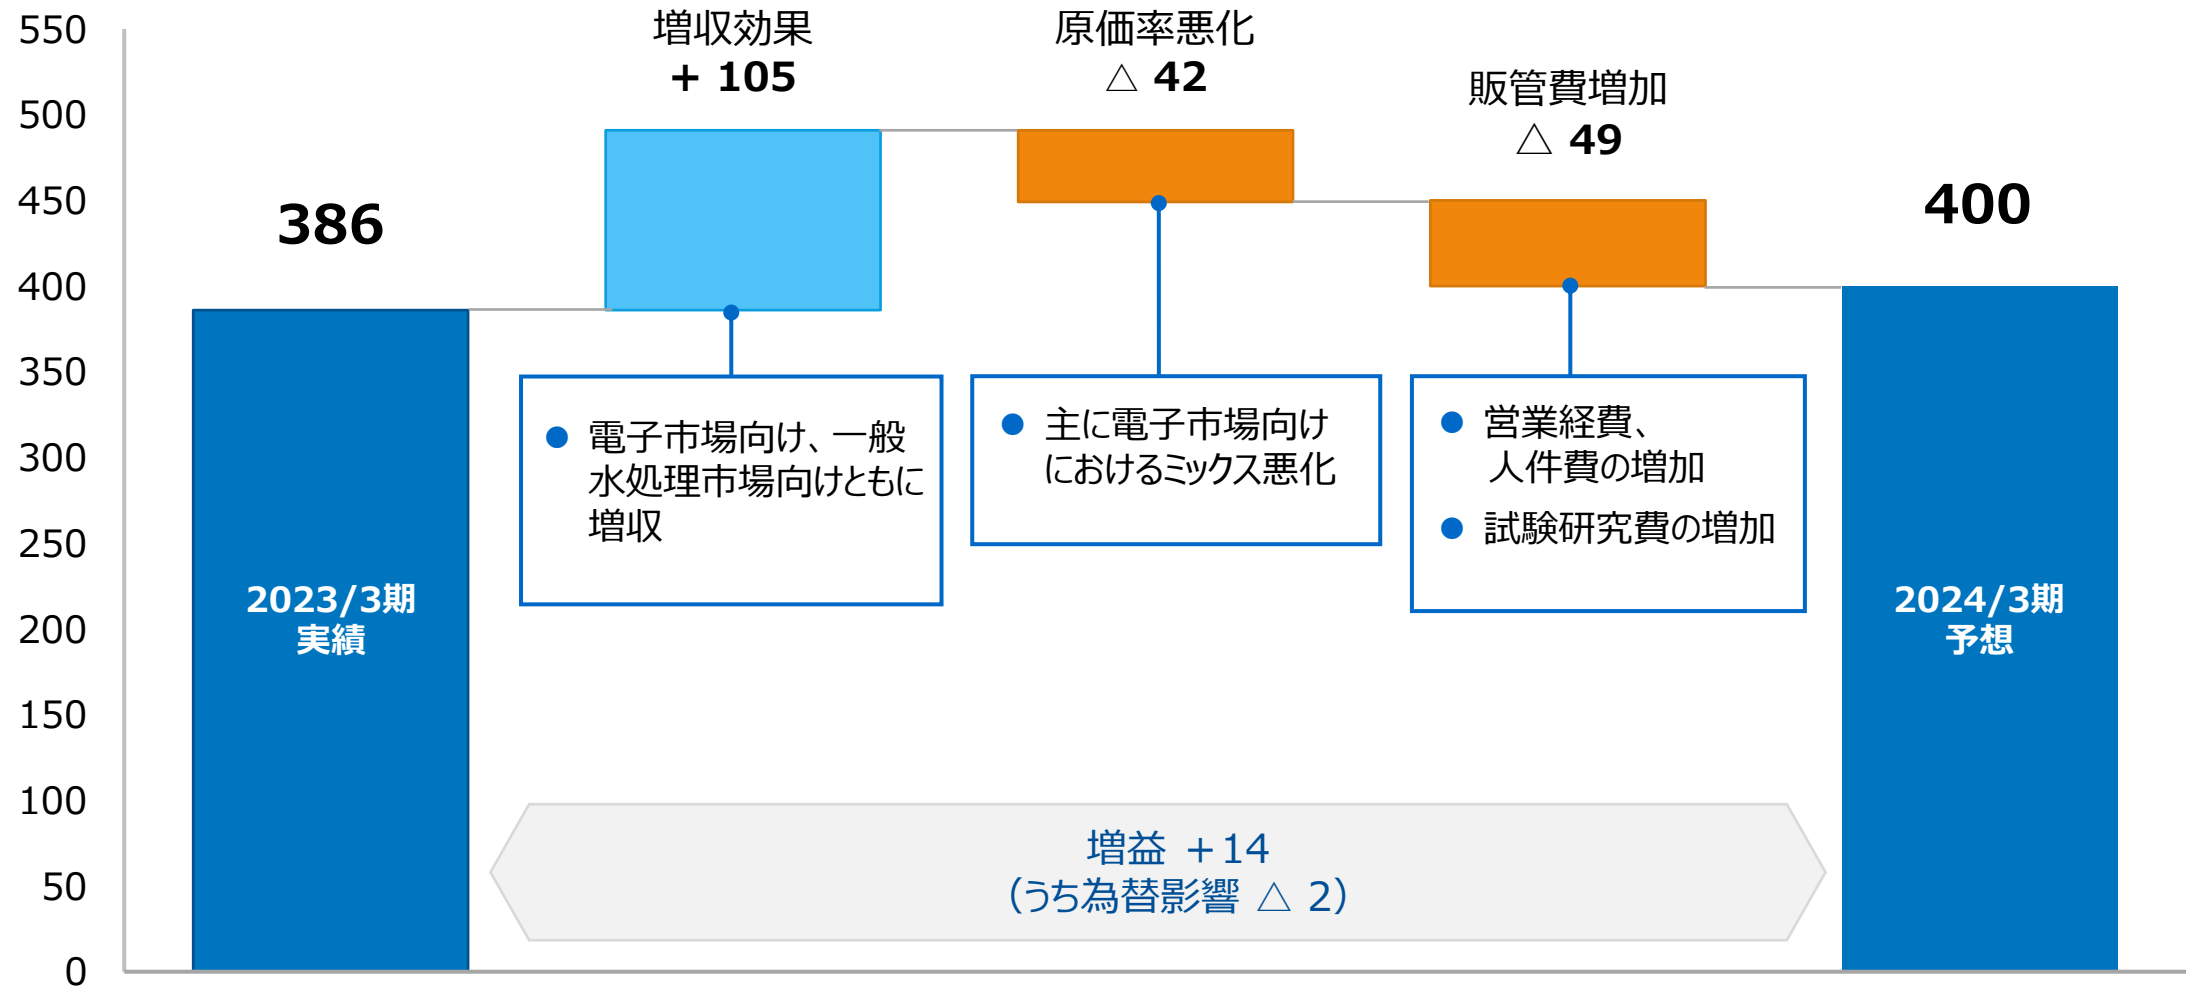 550
500
450
400
350
300
250
200
150
100
50
0
386
2023/3期
実績
増収効果
+ 105
電子市場向け、一般
水処理市場向けともに
増収
原価率悪化
△ 42
主に電子市場向け
におけるミックス悪化
販管費増加
△ 49
営業経費、
人件費の増加
試験研究費の増加
400
2024/3期
予想
増益 +14
(うち為替影響 △ 2)